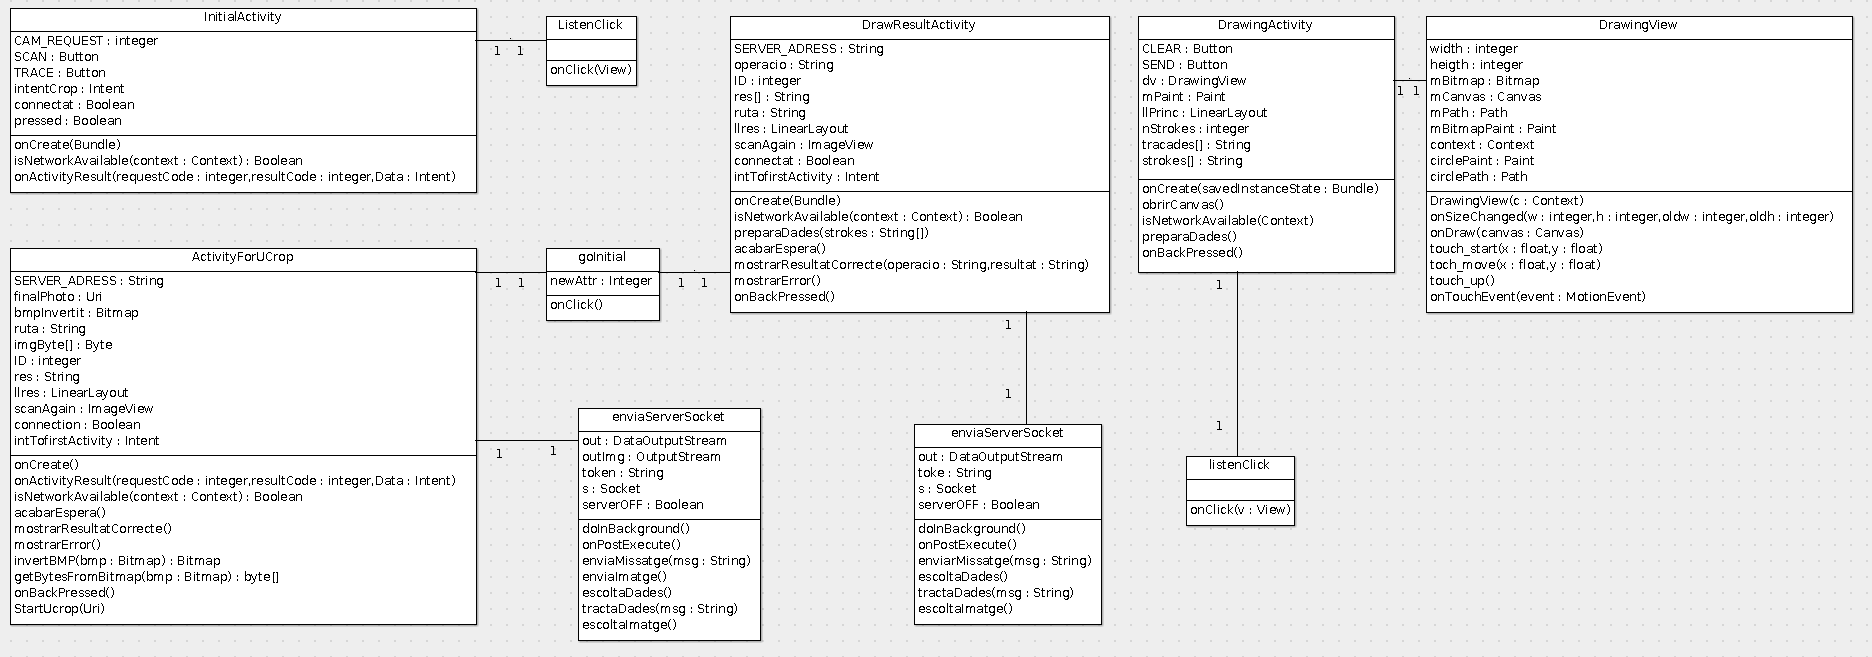 InitialActivity
CAM_REQUEST : integer
SCAN : Button
TRACE : Button
intentCrop : Intent
connectat : Boolean
pressed : Boolean
onCreate(Bundle)
isNetworkAvailable(context : Context) : Boolean
onActivityResult(requestCode : integer,resultCode : integer,Data : Intent)
1 1
ListenClick
onClick(View)
DrawResultActivity
SERVER_ADRESS : String
operacio : String
ID : integer
res[] : String
ruta : String
llres : LinearLayout
scanAgain : ImageView
connectat : Boolean
intTofirstActivity : Intent
onCreate(Bundle)
isNetworkAvailable(context : Context) : Boolean
preparaDades(strokes : String[])
acabarEspera()
mostrarResultatCorrecte(operacio : String,resultat : String)
mostrarError()
onBackPressed()
DrawingActivity
CLEAR : Button
SEND : Button
dv : DrawingView
mPaint : Paint
llPrinc : LinearLayout
nStrokes : integer
tracades[] : String
strokes[] : String
onCreate(savedInstanceState : Bundle)
obrirCanvas()
isNetworkAvailable(Context)
preparaDades()
onBackPressed()
1 1
DrawingView
width : integer
heigth : integer
mBitmap : Bitmap
mCanvas : Canvas
mPath : Path
mBitmapPaint : Paint
context : Context
circlePaint : Paint
circlePath : Path
DrawingView(c : Context)
onSizeChanged(w : integer,h : integer,oldw : integer,oldh : integer)
onDraw(canvas : Canvas)
touch_start(x : float,y : float)
toch_move(x : float,y : float)
touch_up()
onTouchEvent(event : MotionEvent)
ActivityForUCrop
SERVER_ADRESS : String
finalPhoto : Uri
bmpInvertit : Bitmap
ruta : String
imgByte[] : Byte
ID : integer
res : String
llres : LinearLayout
scanAgain : ImageView
connection : Boolean
intTofirstActivity : Intent
onCreate()
onActivityResult(requestCode : integer,resultCode : integer,Data : Intent)
isNetworkAvailable(context : Context) : Boolean
acabarEspera()
mostrarResultatCorrecte()
mostrarError()
invertBMP(bmp : Bitmap) : Bitmap
getBytesFromBitmap(bmp : Bitmap) : byte[]
onBackPressed()
StartUcrop(Uri)
1 1
goInitial
newAttr : Integer
onClick()
1 1
1 1
enviaServerSocket
out : DataOutputStream
outImg : OutputStream
token : String
s : Socket
serverOFF : Boolean
doInBackground()
onPostExecute()
enviaMissatge(msg : String)
enviaImatge()
escoltaDades()
tractaDades(msg : String)
escoltaImatge()
1
1
enviaServerSocket
out : DataOutputStream
toke : String
s : Socket
serverOFF : Boolean
doInBackground()
onPostExecute()
enviarMissatge(msg : String)
escoltaDades()
tractaDades(msg : String)
escoltaImatge()
1
1
listenClick
onClick(v : View)